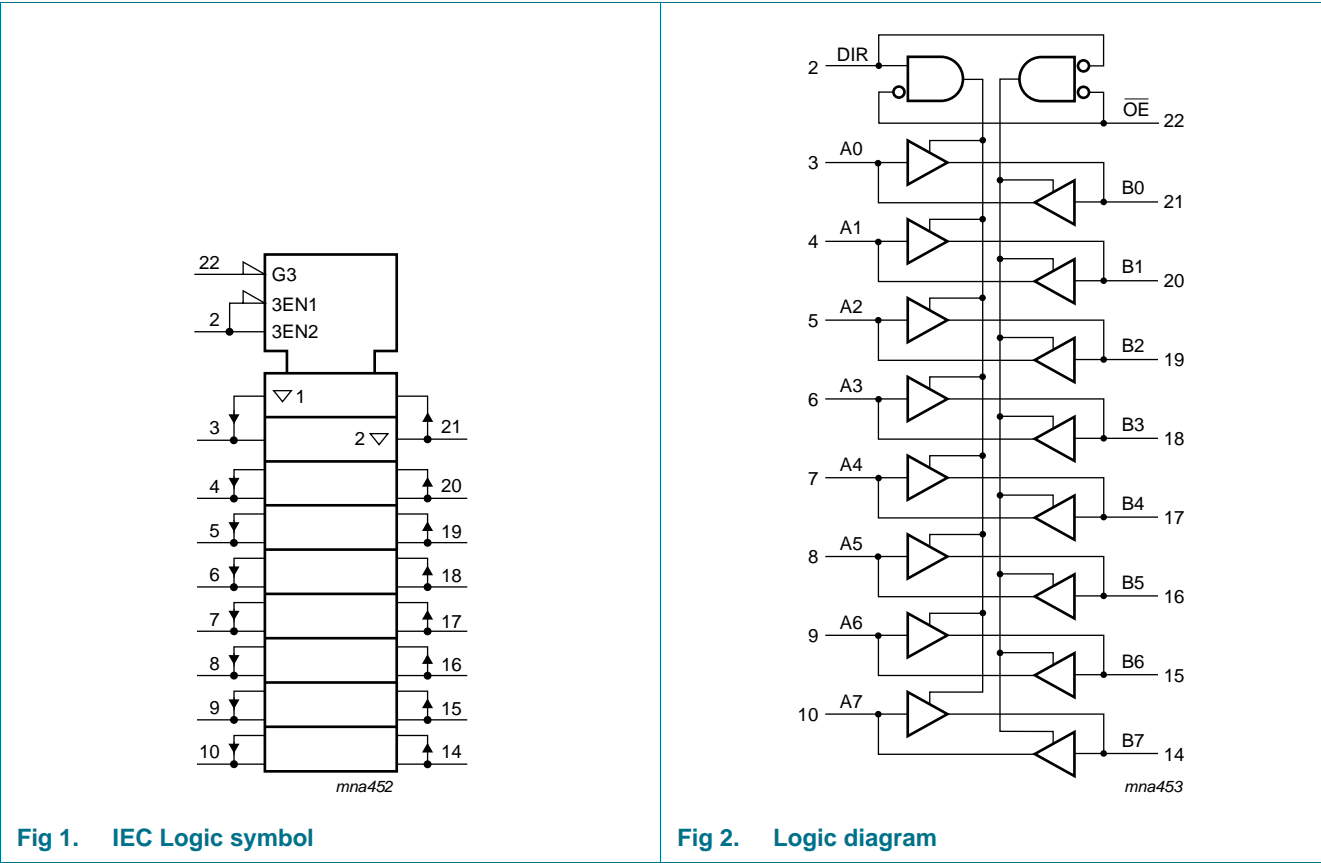 22
G3
3EN1
2
3EN2
1
3
21
2
4
20
5
19
6
18
7
17
8
16
9
15
10
14
mna452
Fig 1. IEC Logic symbol
2 DIR
OE
22
3 A0
B0
21
4 A1
B1
20
5 A2
B2
19
6 A3
B3
18
7 A4
B4
17
8 A5
B5
16
9 A6
B6
15
10 A7
B7
14
mna453
Fig 2. Logic diagram